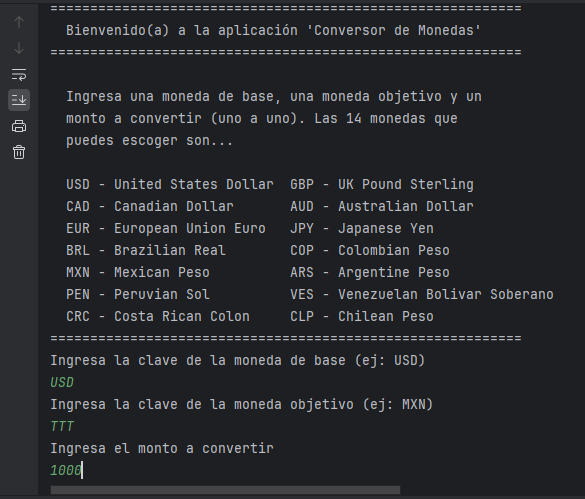 ===========================================================
Bienvenido(a) a la aplicación 'Conversor de Monedas'
===========================================================
Ingresa una moneda de base, una moneda objetivo y un
monto a convertir (uno a uno). Las 14 monedas que
puedes escoger son...
USD - United States Dollar  GBP - UK Pound Sterling
CAD - Canadian Dollar       AUD - Australian Dollar
EUR - European Union Euro   JPY - Japanese Yen
BRL - Brazilian Real        COP - Colombian Peso
MXN - Mexican Peso          ARS - Argentine Peso
PEN - Peruvian Sol          VES - Venezuelan Bolivar Soberano
CRC - Costa Rican Colon     CLP - Chilean Peso
===========================================================
Ingresa la clave de la moneda de base (ej: USD)
USD
Ingresa la clave de la moneda objetivo (ej: MXN)
TTT
Ingresa el monto a convertir
1000